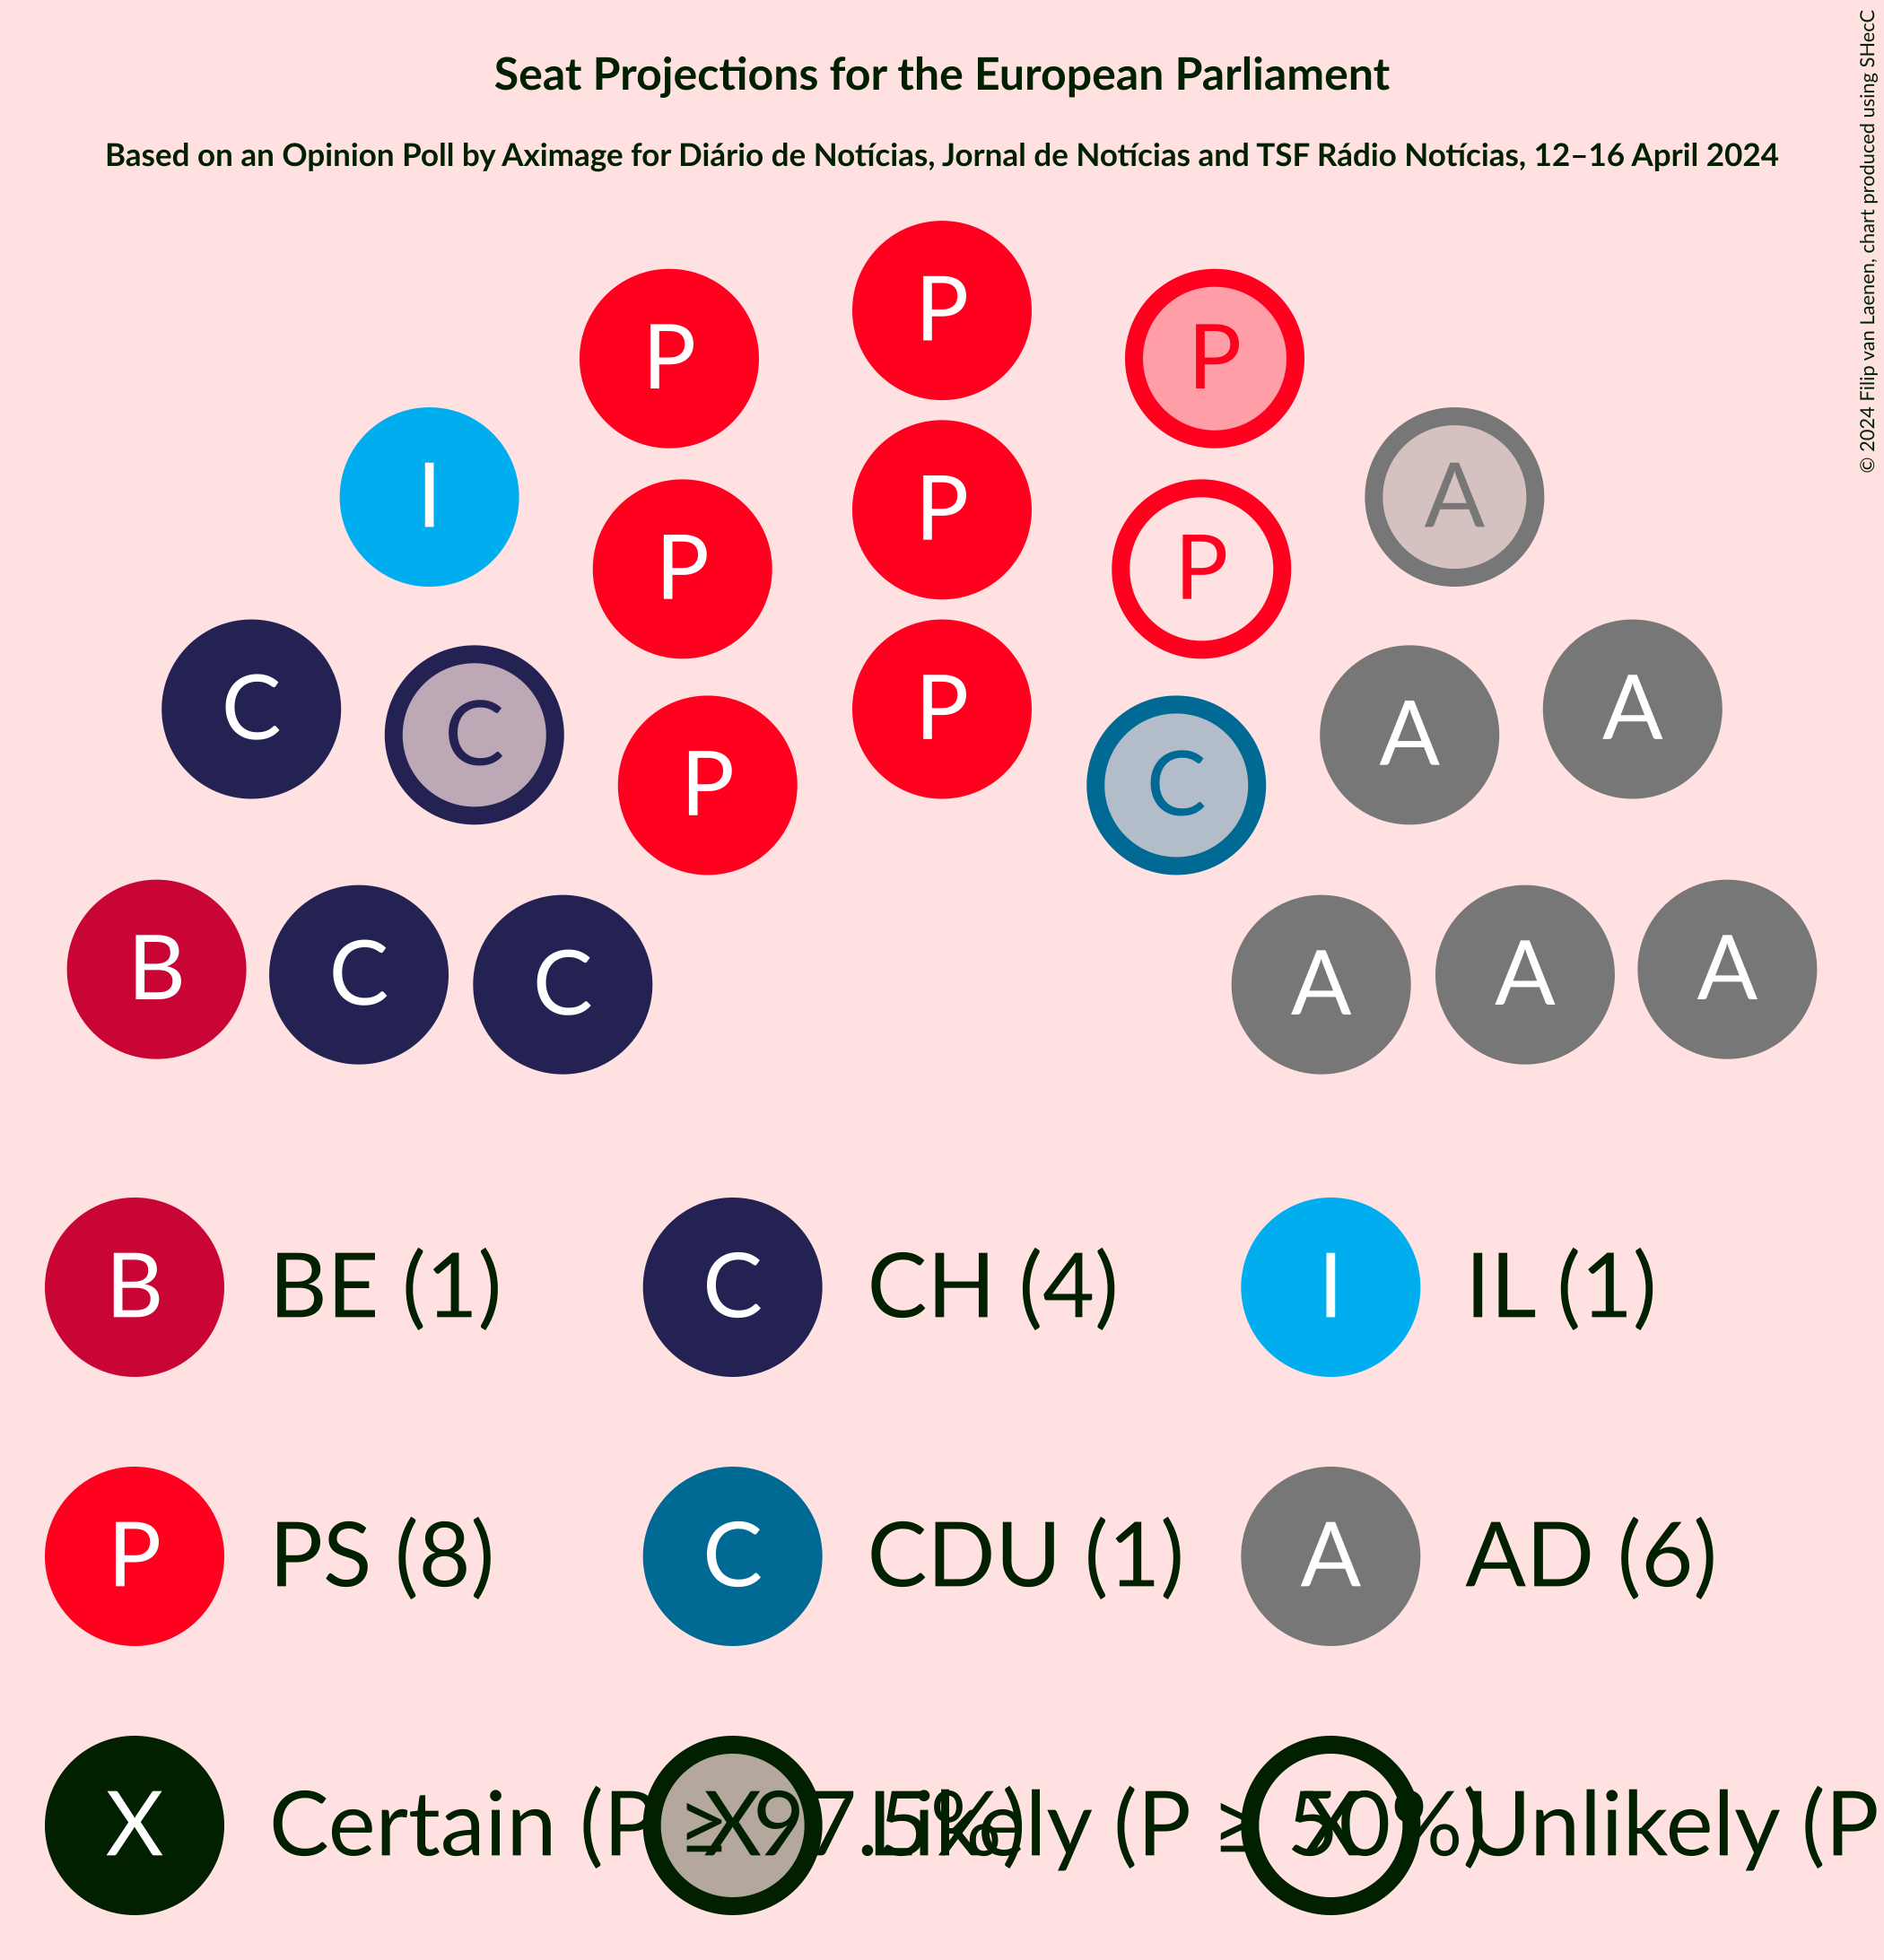 Seat Projections for the European Parliament
Based on an Opinion Poll by Aximage for Diário de Notícias, Jornal de Notícias and TSF Rádio Notícias, 12–16 April 2024
© 2024 Filip van Laenen, chart produced using SHecC
P
P
P
I
P
A
P
P
C
P
A
A
C
C
P
C
B
C
C
A
A
A
B BE (1) C CH (4) I IL (1)
P PS (8) C CDU (1) A AD (6)
X Certain (P ≥ 97.5%) X Likely (P ≥ 50%) X Unlikely (P